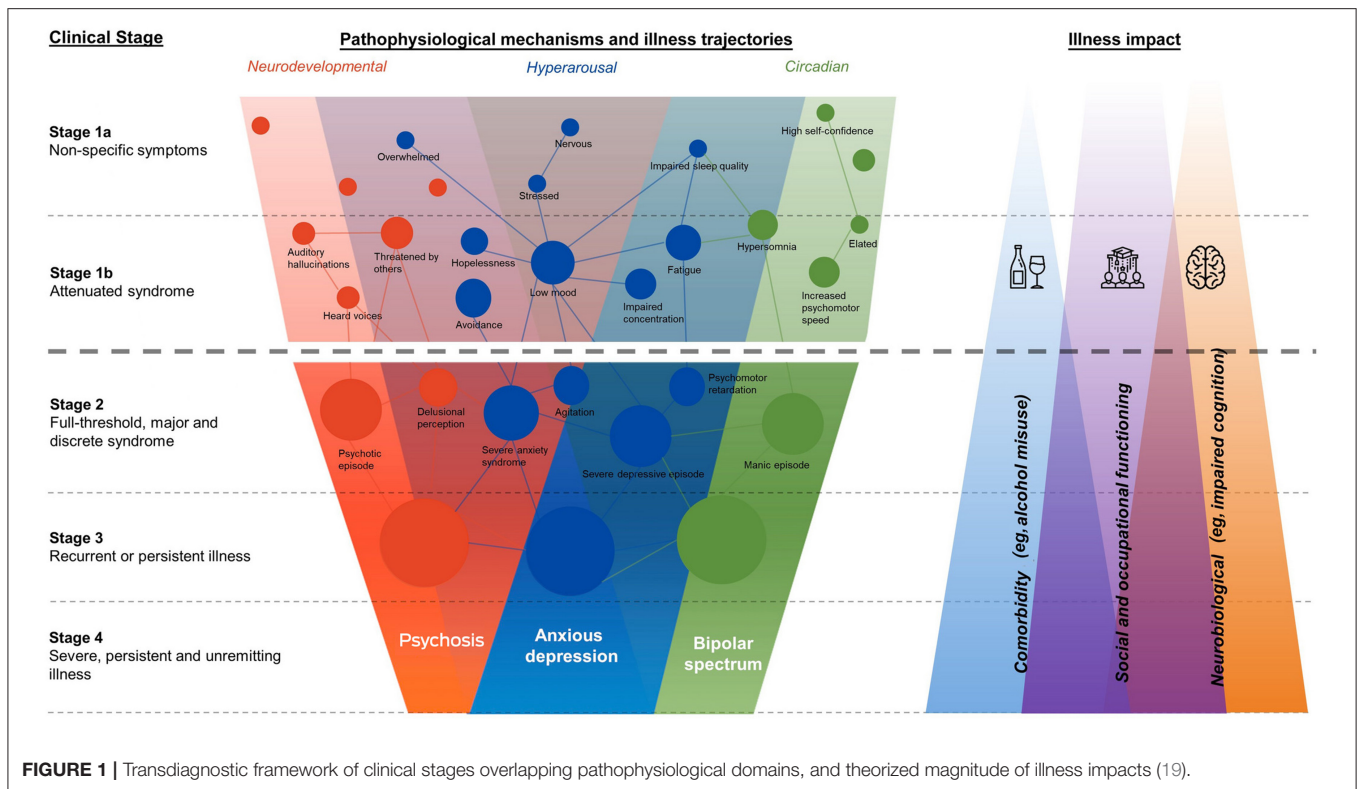 Clinical Stage
Pathophysiological mechanisms and illness trajectories
Illness impact
Neurodevelopmental
Hyperarousal
Circadian
Stage 1a
Non-specific symptoms
High self-confidence
Nervous
Overwhelmed
Impaired sleep quality
Stressed
Stage 1b
Attenuated syndrome
Auditory
hallucinations
Threatened by
others
Hopelessness
Low mood
Fatigue
Hypersomnia
Elated
Heard voices
Avoidance
Impaired
concentration
Increased
psychomotor
speed
Stage 2
Full-threshold, major and
discrete syndrome
Psychotic
episode
Delusional
perception
Severe anxiety
syndrome
Agitation
Psychomotor
retardation
Severe depressive episode
Manic episode
Stage 3
Recurrent or persistent illness
Stage 4
Severe, persistent and unremitting
illness
Psychosis
Anxious
depression
Bipolar
spectrum
Comorbidity (eg, alcohol misuse)
Social and occupational functioning
Neurobiological (eg, impaired cognition)
FIGURE 1 | Transdiagnostic framework of clinical stages overlapping pathophysiological domains, and theorized magnitude of illness impacts (19).